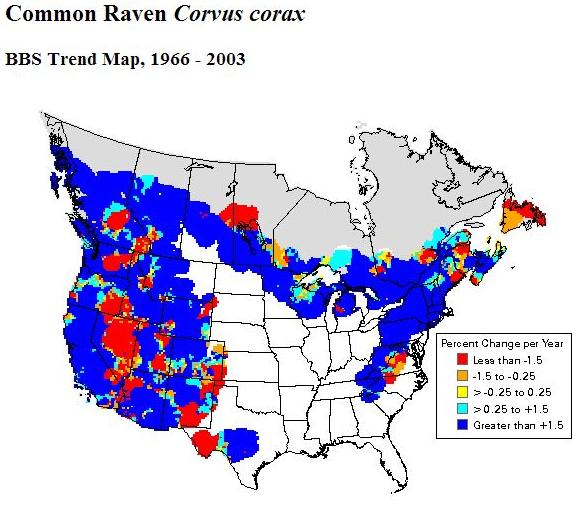 Common Raven Corvus corax
BBS Trend Map, 1966 - 2003
Percent Change per Year
Less than -1.5
-1.5 to -0.25
> -0.25 to 0.25
> 0.25 to +1.5
Greater than +1.5